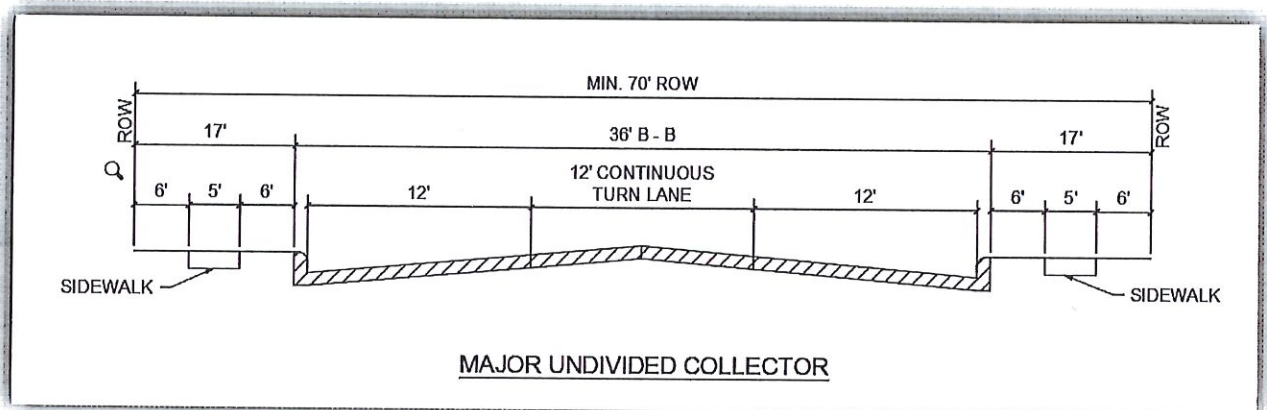 MIN. 70' ROW
ROW
ROW
17'
36' B - B
17'
6'
5'
6'
12'
12' CONTINUOUS
TURN LANE
12'
6'
5'
6'
SIDEWALK
SIDEWALK
MAJOR UNDIVIDED COLLECTOR